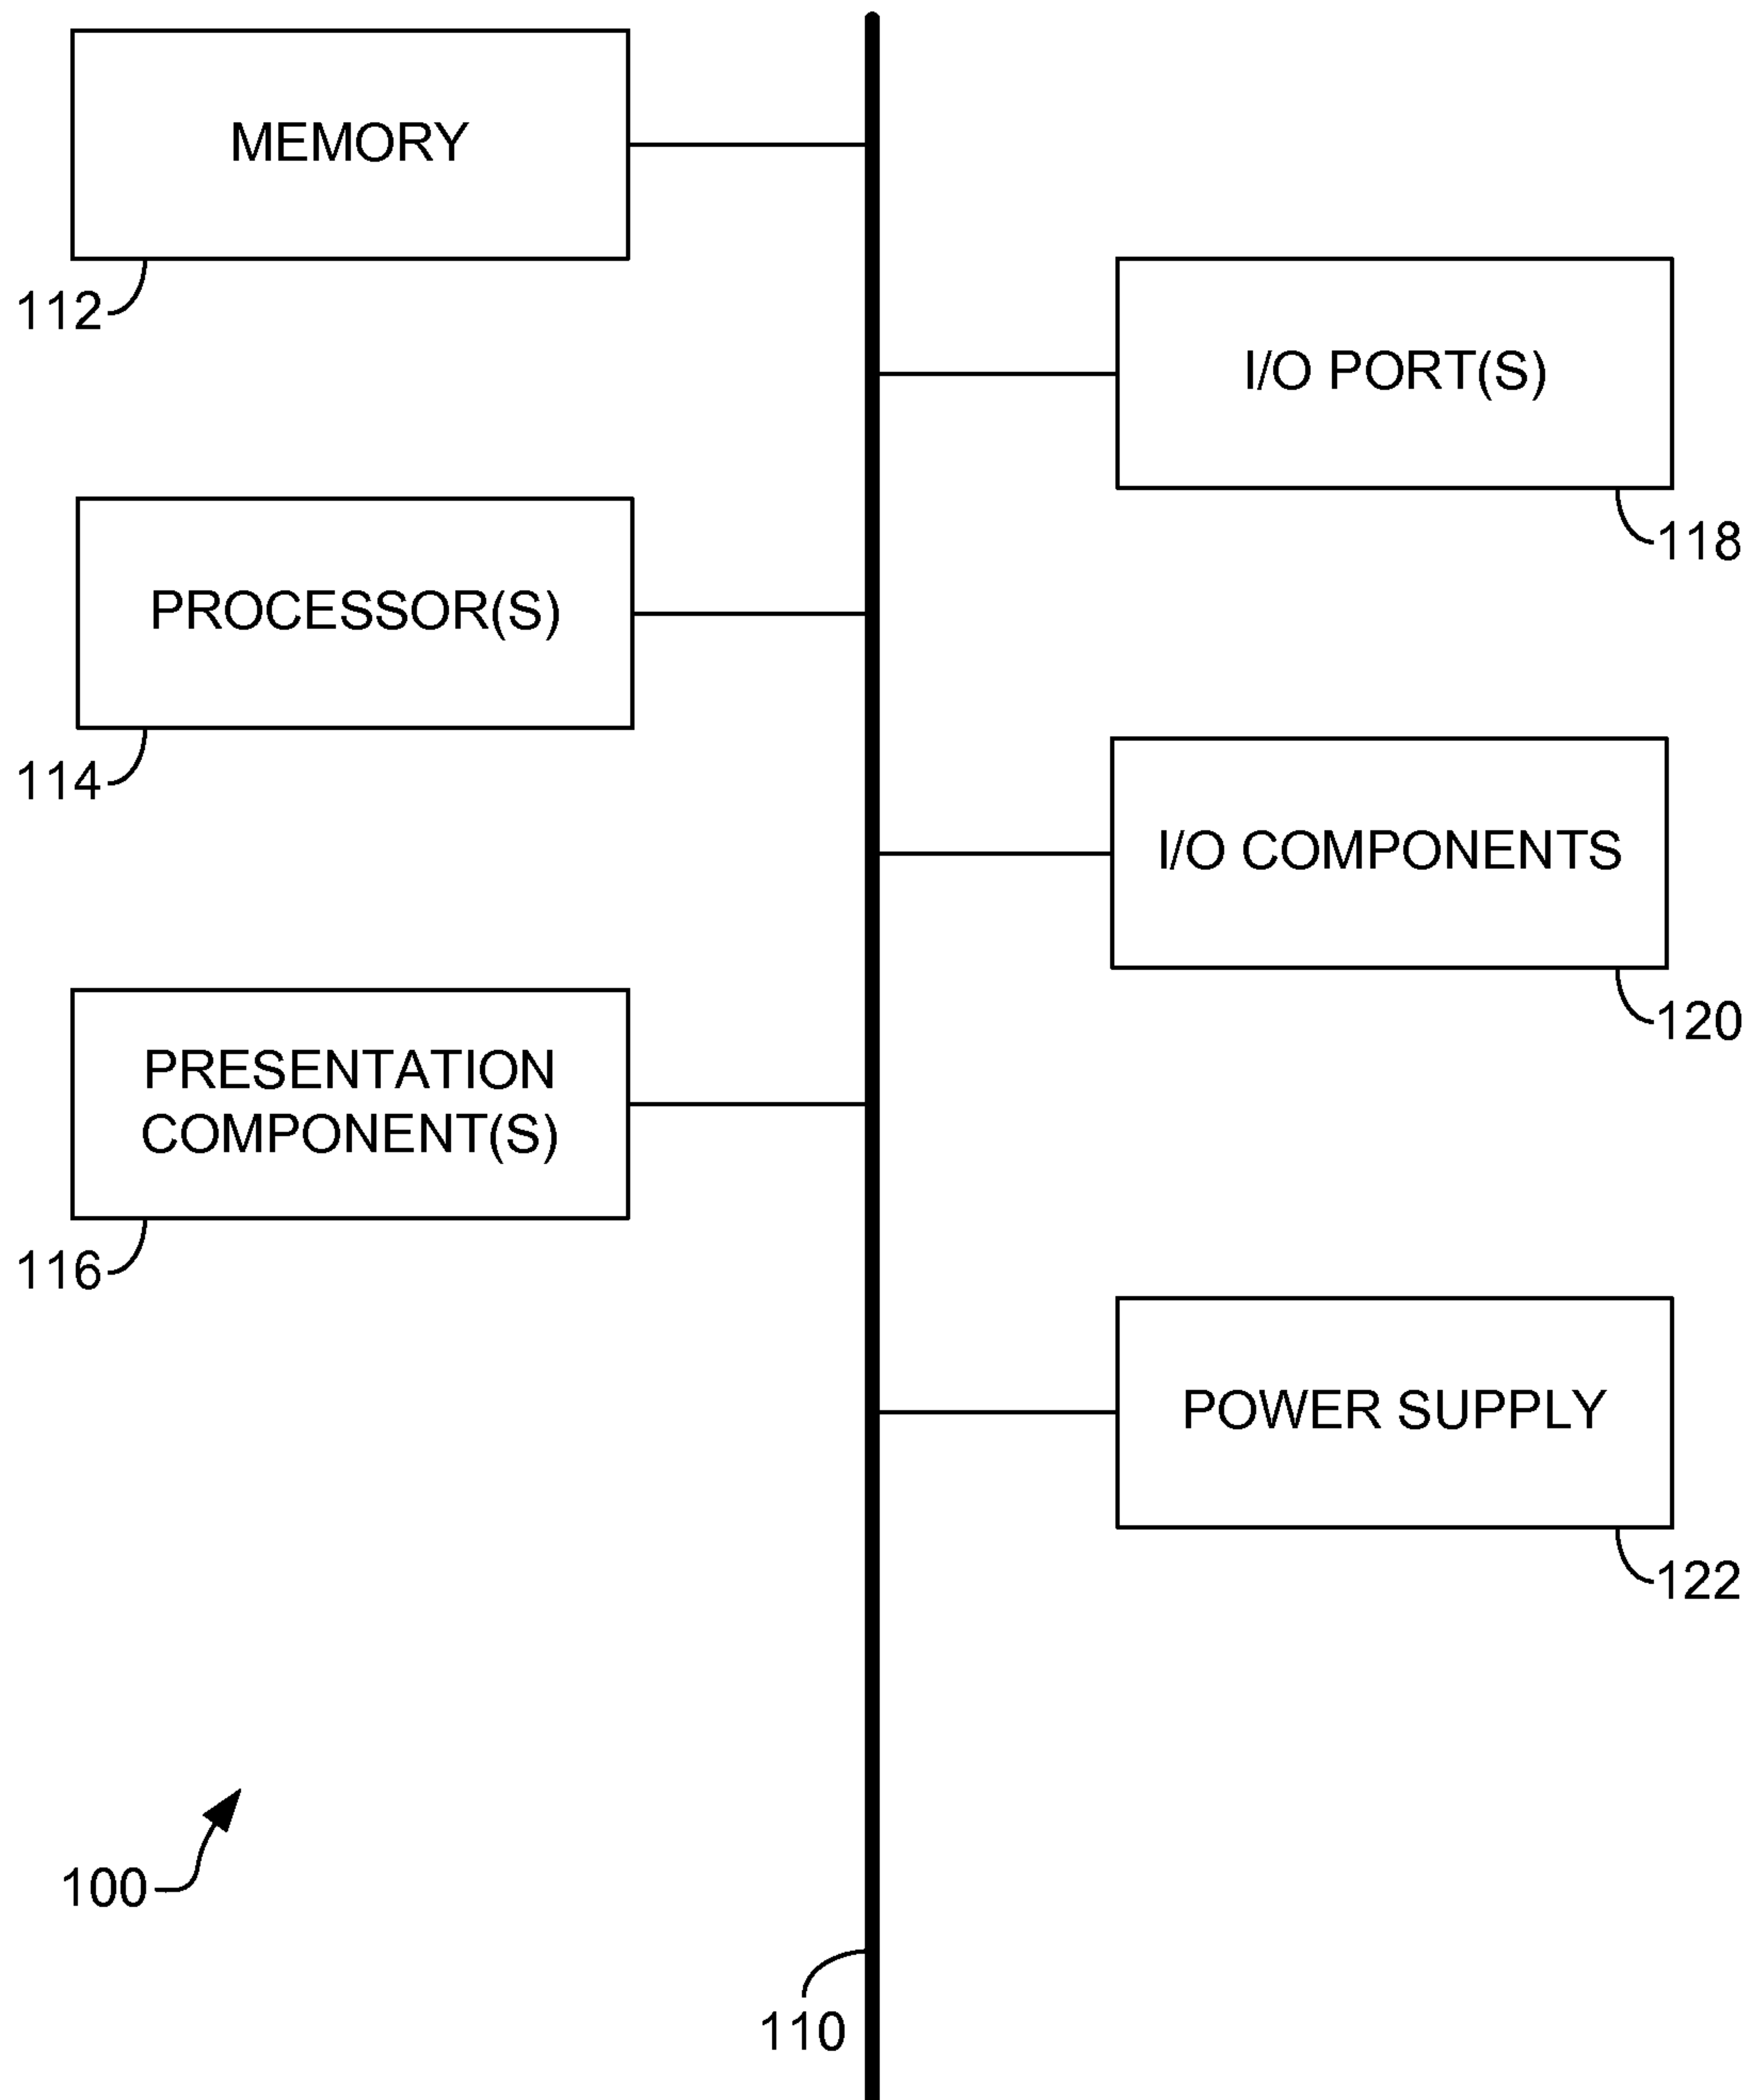 MEMORY
112
I/O PORT(S)
118
PROCESSOR(S)
114
I/O COMPONENTS
120
PRESENTATION
COMPONENT(S)
116
POWER SUPPLY
122
100
110